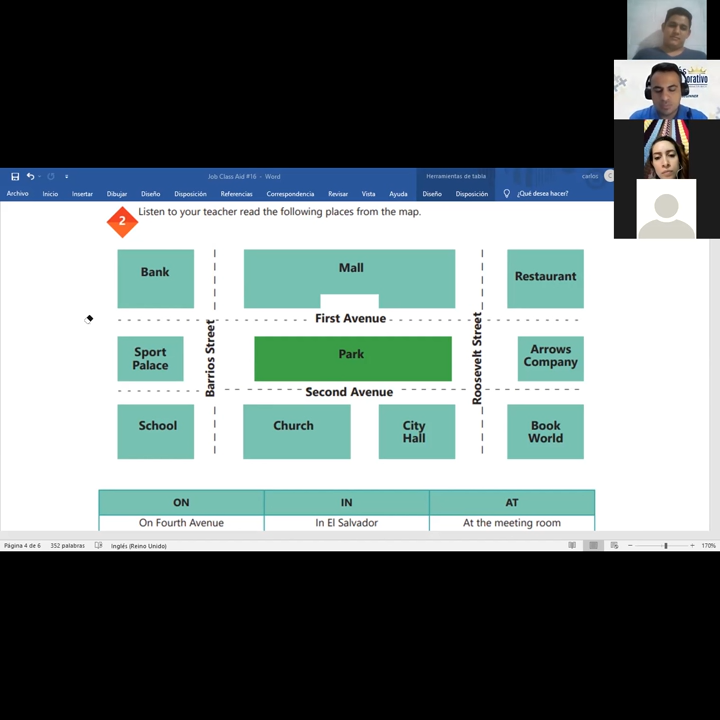 Job Class Aid #16 - Word
Herramientas de tabla
carlos
Archivo Inicio Insertar Dibujar Diseño Disposición Referencias Correspondencia Revisar Vista Ayuda Diseño Disposición ¿Qué desea hacer?
2 Listen to your teacher read the following places from the map.
Bank
Mall
Restaurant
First Avenue
Barrios Street
Roosevelt Street
Sport
Palace
Park
Arrows
Company
Second Avenue
School
Church
City
Hall
Book
World
ON IN AT
On Fourth Avenue In El Salvador At the meeting room
Página 4 de 6 352 palabras Inglés (Reino Unido) 170%